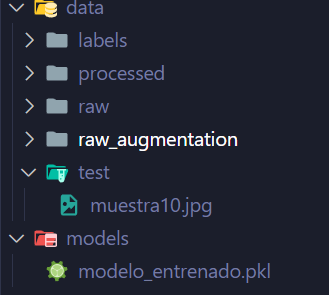 data
labels
processed
raw
raw_augmentation
test
muestra10.jpg
models
modelo_entrenado.pkl